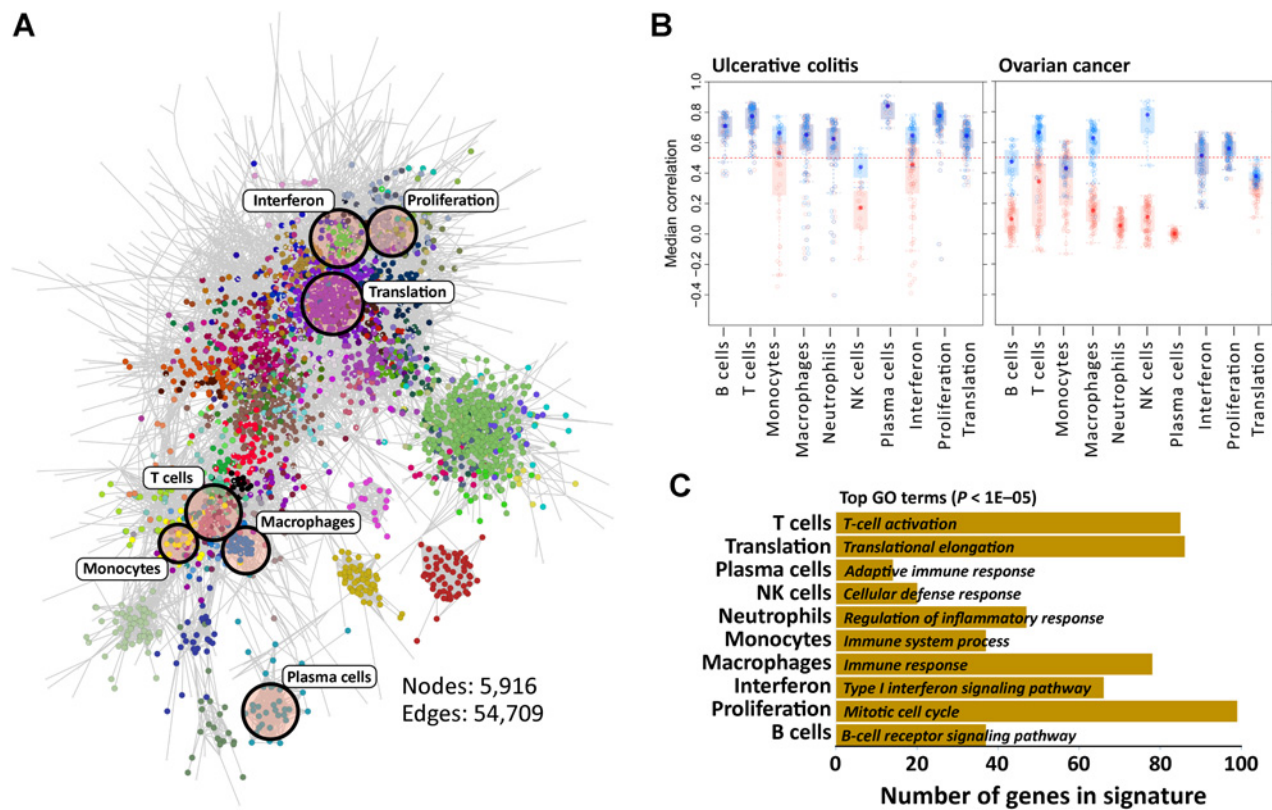 A
Interferon
Proliferation
Translation
T cells
Macrophages
Monocytes
Plasma cells
Nodes: 5,916
Edges: 54,709
B
Ulcerative colitis
Ovarian cancer
Median correlation
1.0
0.8
0.6
0.4
0.2
0.0
−0.4
B cells
T cells
Monocytes
Macrophages
Neutrophils
NK cells
Plasma cells
Interferon
Proliferation
Translation
B cells
T cells
Monocytes
Macrophages
Neutrophils
NK cells
Plasma cells
Interferon
Proliferation
Translation
C
Top GO terms (P < 1E–05)
T cells T-cell activation
Translation Translational elongation
Plasma cells Adaptive immune response
NK cells Cellular defense response
Neutrophils Regulation of inflammatory response
Monocytes Immune system process
Macrophages Immune response
Interferon Type I interferon signaling pathway
Proliferation Mitotic cell cycle
B cells B-cell receptor signaling pathway
0 20 40 60 80 100
Number of genes in signature